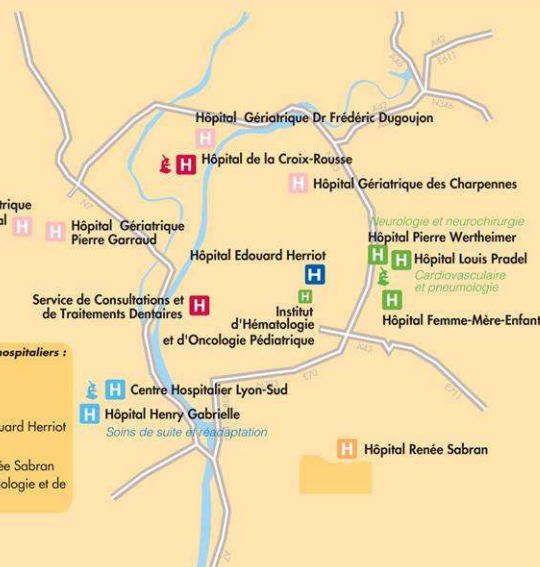 A46
A42
E611
A42
N346
Hôpital Gériatrique Dr Frédéric Dugoujon
H
H Hôpital de la Croix-Rousse
H Hôpital Gériatrique des Charpennes
N7
trique
al H
H Hôpital Gériatrique
Pierre Garraud
Neurologie et neurochirurgie
Hôpital Pierre Wertheimer
H H Hôpital Louis Pradel
Cardiovasculaire
et pneumologie
H
Hôpital Femme-Mère-Enfant
Hôpital Edouard Herriot
H
H
Institut
d'Hématologie
et d'Oncologie Pédiatrique
Service de Consultations et
de Traitements Dentaires H
A43
E70
E711
hospitaliers :
uard Herriot
ée Sabran
ologie et de
H Centre Hospitalier Lyon-Sud
H Hôpital Henry Gabrielle
Soins de suite et réadaptation
H Hôpital Renée Sabran
A7